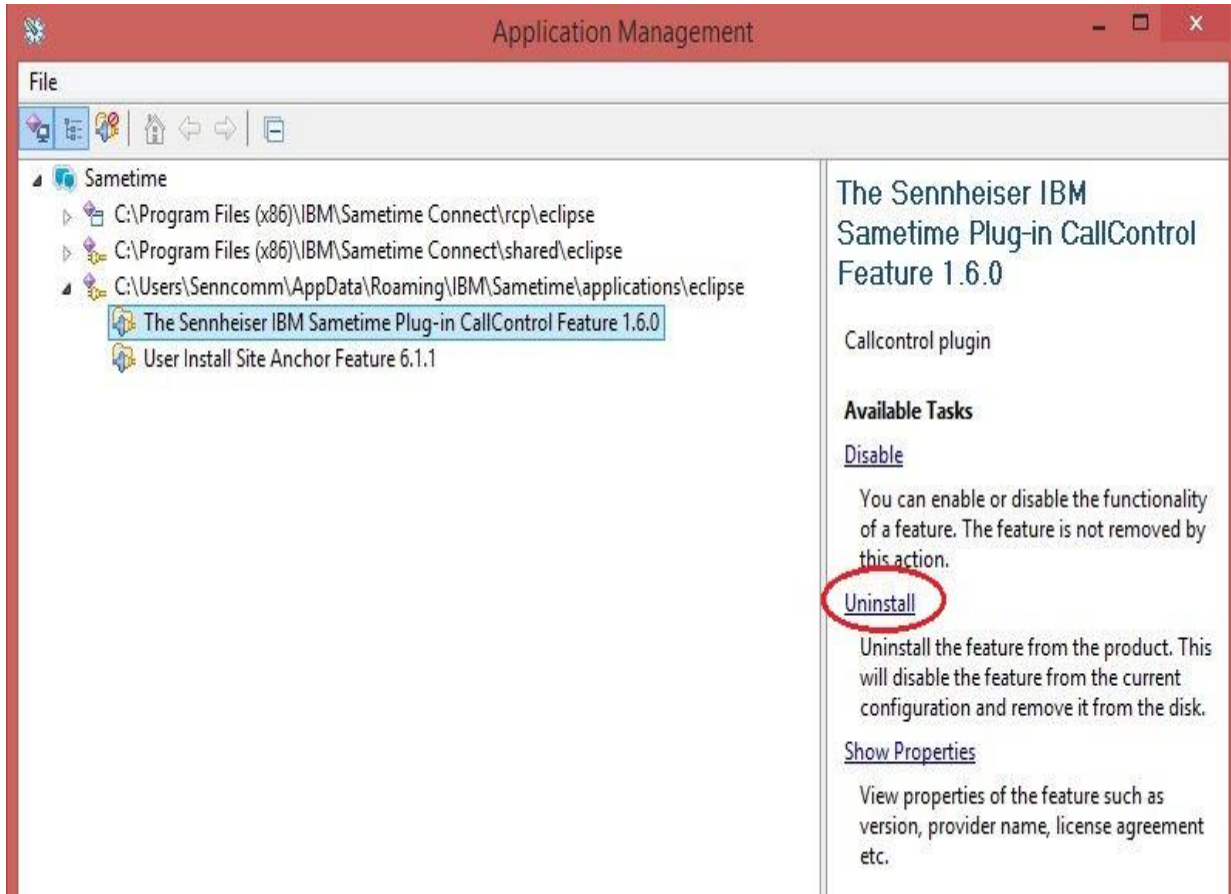 Application Management
File
Sametime
C:\Program Files (x86)\IBM\Sametime Connect\rcp\eclipse
C:\Program Files (x86)\IBM\Sametime Connect\shared\eclipse
C:\Users\Senncomm\AppData\Roaming\IBM\Sametime\applications\eclipse
The Sennheiser IBM Sametime Plug-in CallControl Feature 1.6.0
User Install Site Anchor Feature 6.1.1
The Sennheiser IBM
Sametime Plug-in CallControl
Feature 1.6.0
Callcontrol plugin
Available Tasks
Disable
You can enable or disable the functionality
of a feature. The feature is not removed by
this action.
Uninstall
Uninstall the feature from the product. This
will disable the feature from the current
configuration and remove it from the disk.
Show Properties
View properties of the feature such as
version, provider name, license agreement
etc.